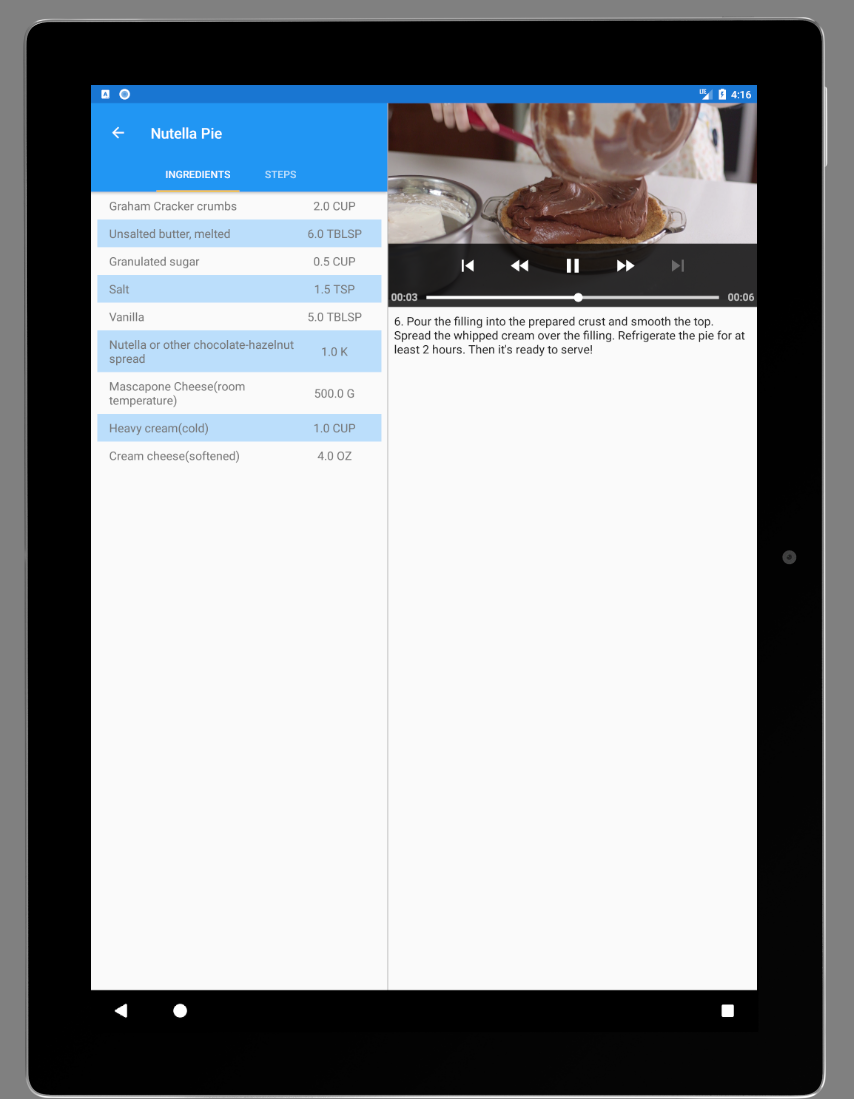 4:16
Nutella Pie
INGREDIENTS STEPS
Graham Cracker crumbs 2.0 CUP
Unsalted butter, melted 6.0 TBLSP
Granulated sugar 0.5 CUP
Salt 1.5 TSP
Vanilla 5.0 TBLSP
Nutella or other chocolate-hazelnut
spread 1.0 K
Mascapone Cheese(room
temperature) 500.0 G
Heavy cream(cold) 1.0 CUP
Cream cheese(softened) 4.0 OZ
00:03 00:06
6. Pour the filling into the prepared crust and smooth the top.
Spread the whipped cream over the filling. Refrigerate the pie for at
least 2 hours. Then it's ready to serve!